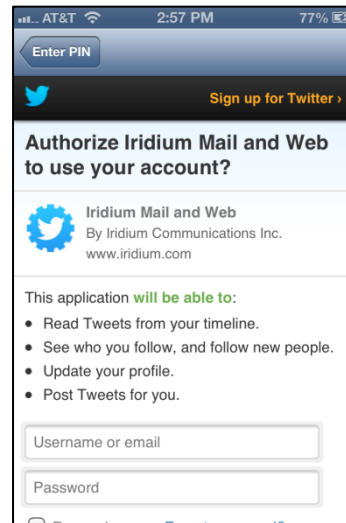 AT&T 2:57 PM 77%
Enter PIN
Sign up for Twitter ›
Authorize Iridium Mail and Web
to use your account?
Iridium Mail and Web
By Iridium Communications Inc.
www.iridium.com
This application will be able to:
• Read Tweets from your timeline.
• See who you follow, and follow new people.
• Update your profile.
• Post Tweets for you.
Username or email
Password